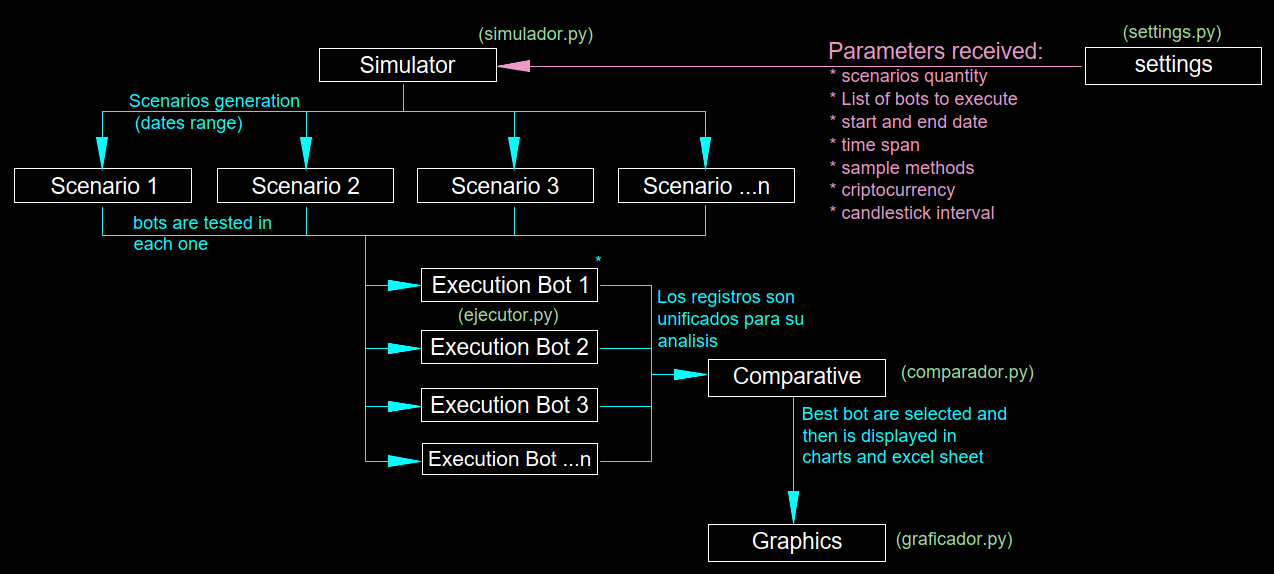 (simulador.py)
Simulator
(settings.py)
settings
Parameters received:
* scenarios quantity
* List of bots to execute
* start and end date
* time span
* sample methods
* criptocurrency
* candlestick interval
Scenarios generation
(dates range)
Scenario 1
Scenario 2
Scenario 3
Scenario ...n
bots are tested in
each one
*
Execution Bot 1
(ejecutor.py)
Execution Bot 2
Execution Bot 3
Execution Bot ...n
Los registros son
unificados para su
analisis
Comparative
(comparador.py)
Best bot are selected and
then is displayed in
charts and excel sheet
Graphics
(graficador.py)